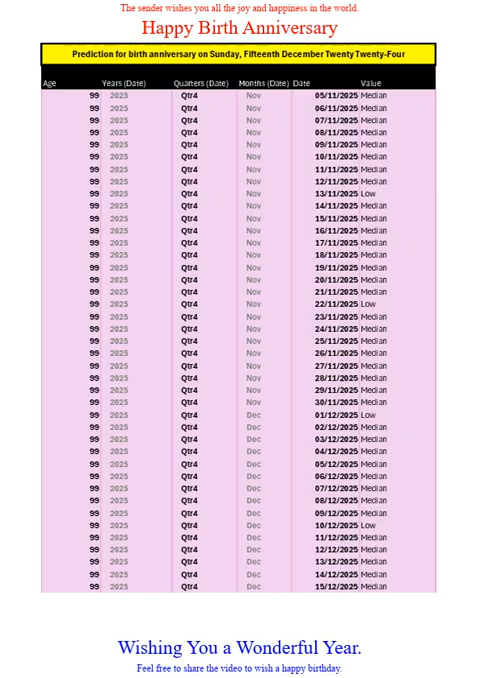 The sender wishes you all the joy and happiness in the world.
Happy Birth Anniversary
Prediction for birth anniversary on Sunday, Fifteenth December Twenty Twenty-Four
Age Years (Date) Quarters (Date) Months (Date) Date Value
99 2025 Qtr4 Nov 05/11/2025 Median
99 2025 Qtr4 Nov 06/11/2025 Median
99 2025 Qtr4 Nov 07/11/2025 Median
99 2025 Qtr4 Nov 08/11/2025 Median
99 2025 Qtr4 Nov 09/11/2025 Median
99 2025 Qtr4 Nov 10/11/2025 Median
99 2025 Qtr4 Nov 11/11/2025 Median
99 2025 Qtr4 Nov 12/11/2025 Median
99 2025 Qtr4 Nov 13/11/2025 Low
99 2025 Qtr4 Nov 14/11/2025 Median
99 2025 Qtr4 Nov 15/11/2025 Median
99 2025 Qtr4 Nov 16/11/2025 Median
99 2025 Qtr4 Nov 17/11/2025 Median
99 2025 Qtr4 Nov 18/11/2025 Median
99 2025 Qtr4 Nov 19/11/2025 Median
99 2025 Qtr4 Nov 20/11/2025 Median
99 2025 Qtr4 Nov 21/11/2025 Median
99 2025 Qtr4 Nov 22/11/2025 Low
99 2025 Qtr4 Nov 23/11/2025 Median
99 2025 Qtr4 Nov 24/11/2025 Median
99 2025 Qtr4 Nov 25/11/2025 Median
99 2025 Qtr4 Nov 26/11/2025 Median
99 2025 Qtr4 Nov 27/11/2025 Median
99 2025 Qtr4 Nov 28/11/2025 Median
99 2025 Qtr4 Nov 29/11/2025 Median
99 2025 Qtr4 Nov 30/11/2025 Median
99 2025 Qtr4 Dec 01/12/2025 Low
99 2025 Qtr4 Dec 02/12/2025 Median
99 2025 Qtr4 Dec 03/12/2025 Median
99 2025 Qtr4 Dec 04/12/2025 Median
99 2025 Qtr4 Dec 05/12/2025 Median
99 2025 Qtr4 Dec 06/12/2025 Median
99 2025 Qtr4 Dec 07/12/2025 Median
99 2025 Qtr4 Dec 08/12/2025 Median
99 2025 Qtr4 Dec 09/12/2025 Median
99 2025 Qtr4 Dec 10/12/2025 Low
99 2025 Qtr4 Dec 11/12/2025 Median
99 2025 Qtr4 Dec 12/12/2025 Median
99 2025 Qtr4 Dec 13/12/2025 Median
99 2025 Qtr4 Dec 14/12/2025 Median
99 2025 Qtr4 Dec 15/12/2025 Median
Wishing You a Wonderful Year.
Feel free to share the video to wish a happy birthday.